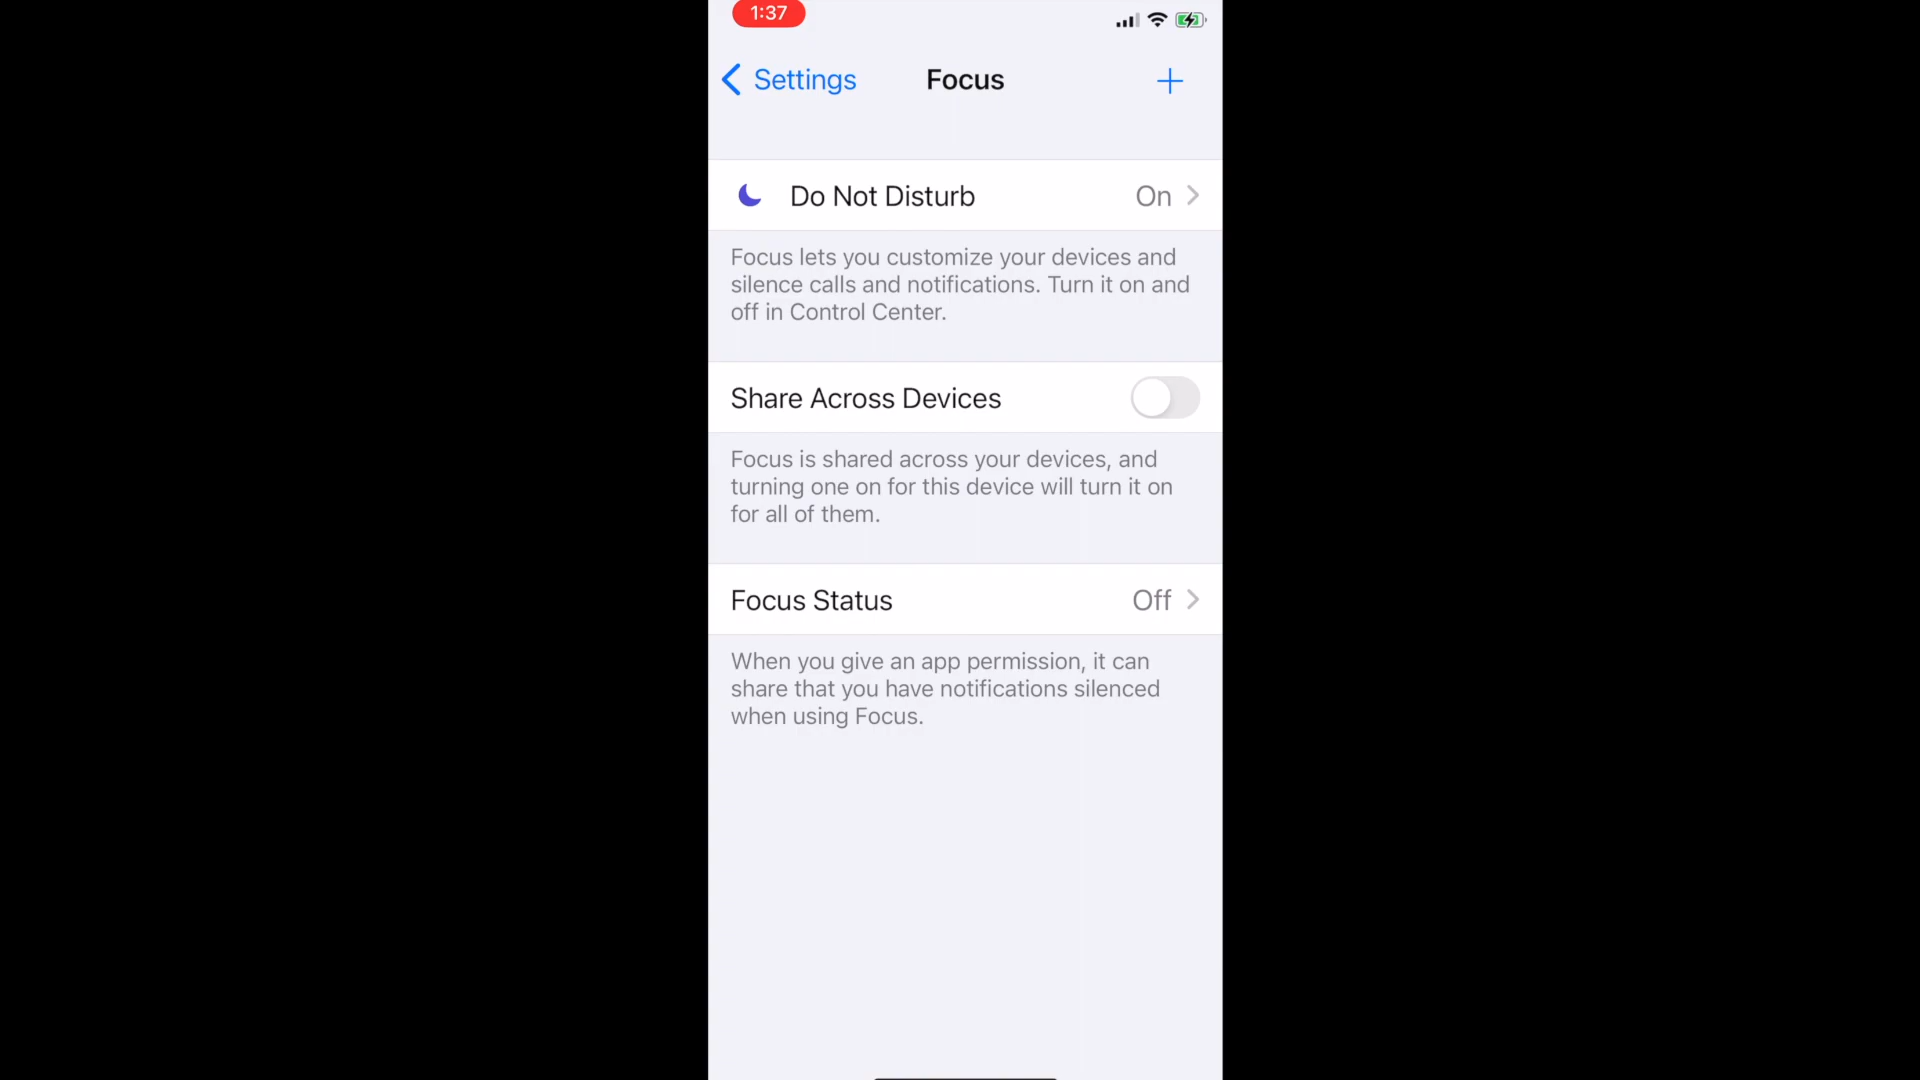 1:37
Settings
Focus
Do Not Disturb
On
Focus lets you customize your devices and
silence calls and notifications. Turn it on and
off in Control Center.
Share Across Devices
Focus is shared across your devices, and
turning one on for this device will turn it on
for all of them.
Focus Status
Off
When you give an app permission, it can
share that you have notifications silenced
when using Focus.